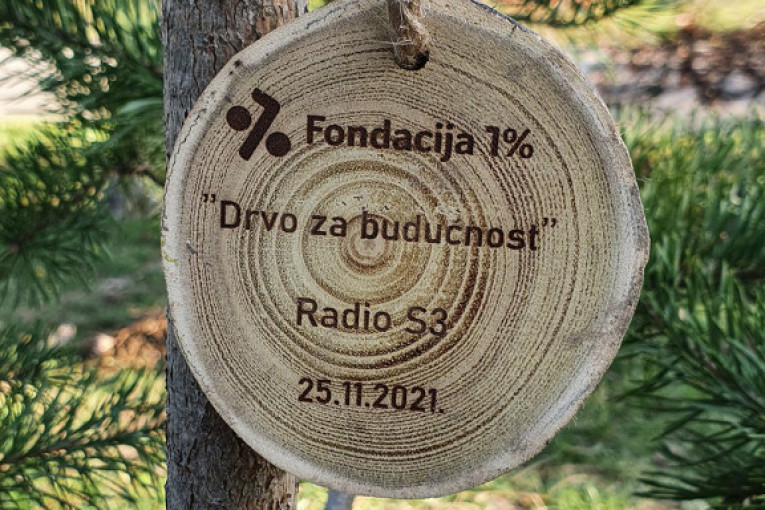 Fondacija 1%
"Drvo za budućnost"
Radio S3
25.11.2021.